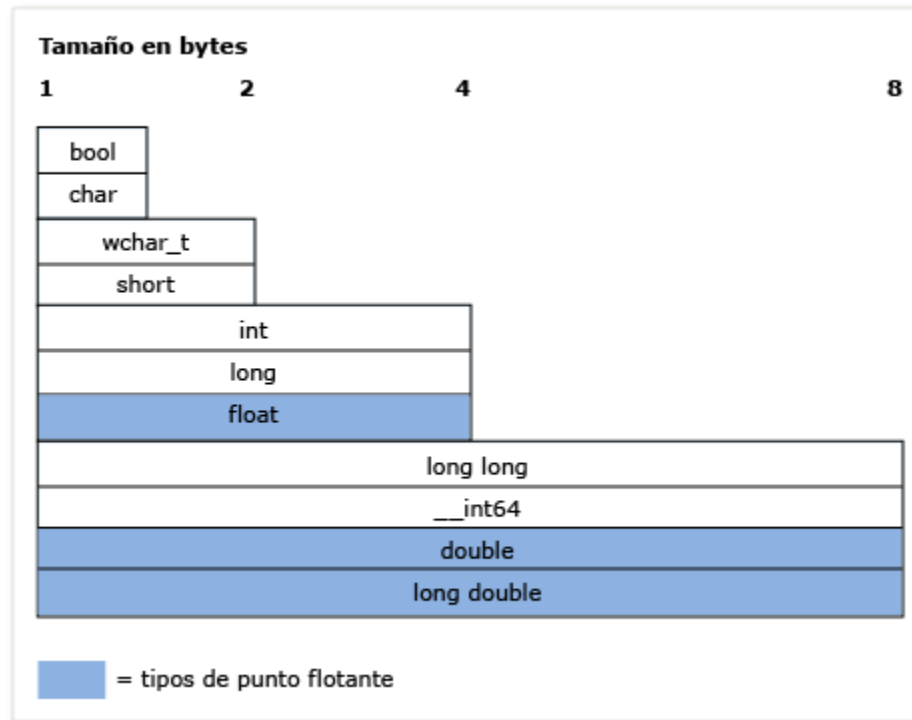 Tamaño en bytes
1 2 4 8
bool
char
wchar_t
short
int
long
float
long long
__int64
double
long double
= tipos de punto flotante